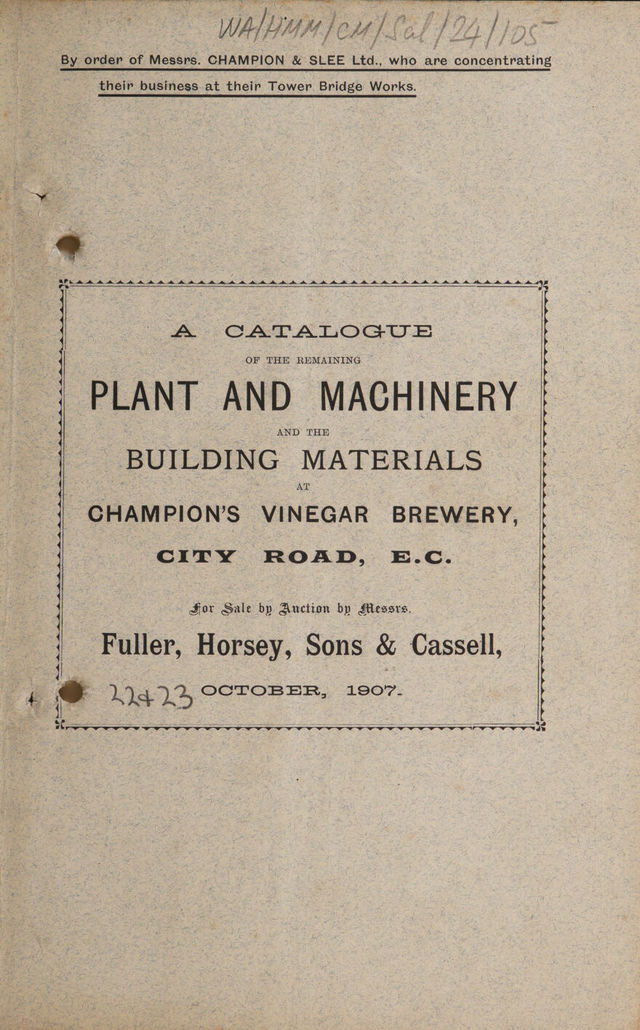 WA/HMM/CM/Sal/24/105
By order of Messrs. CHAMPION & SLEE Ltd., who are concentrating
their business at their Tower Bridge Works.
A CATALOGUE
OF THE REMAINING
PLANT AND MACHINERY
AND THE
BUILDING MATERIALS
AT
CHAMPION'S VINEGAR BREWERY,
CITY ROAD, E.C.
For Sale by Auction by Messrs.
Fuller, Horsey, Sons & Cassell,
22+23 OCTOBER, 1907.